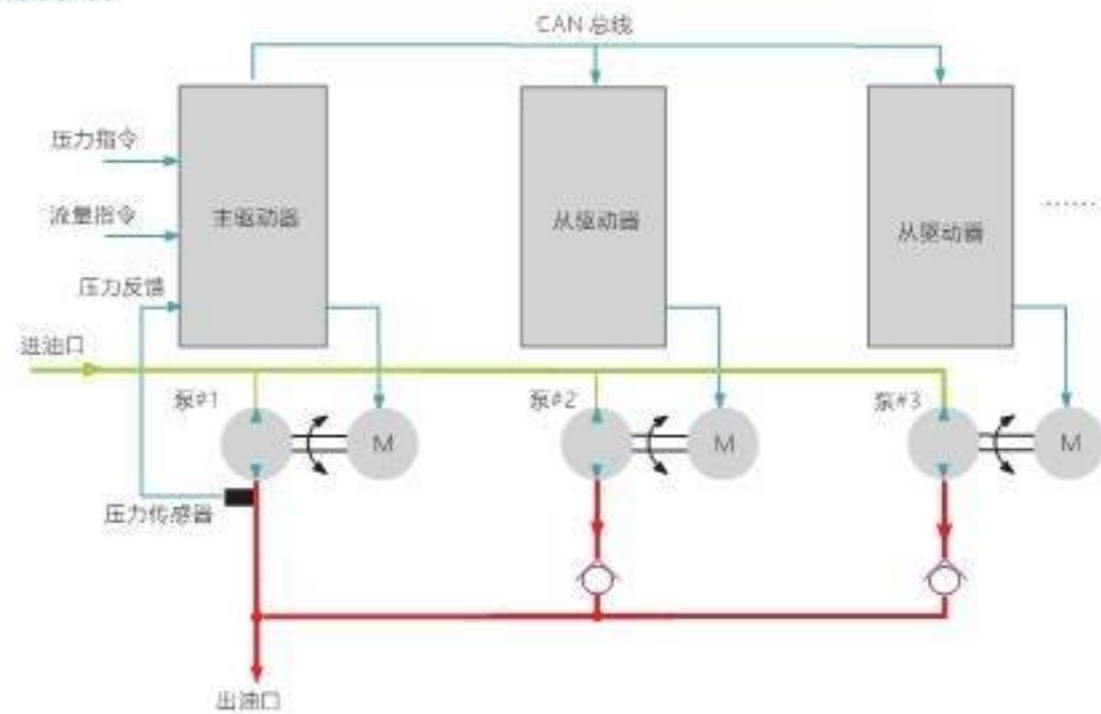 CAN 总线
压力指令
流量指令
压力反馈
主驱动器
从驱动器
从驱动器
进油口
泵#1
M
泵#2
M
泵#3
M
压力传感器
出油口